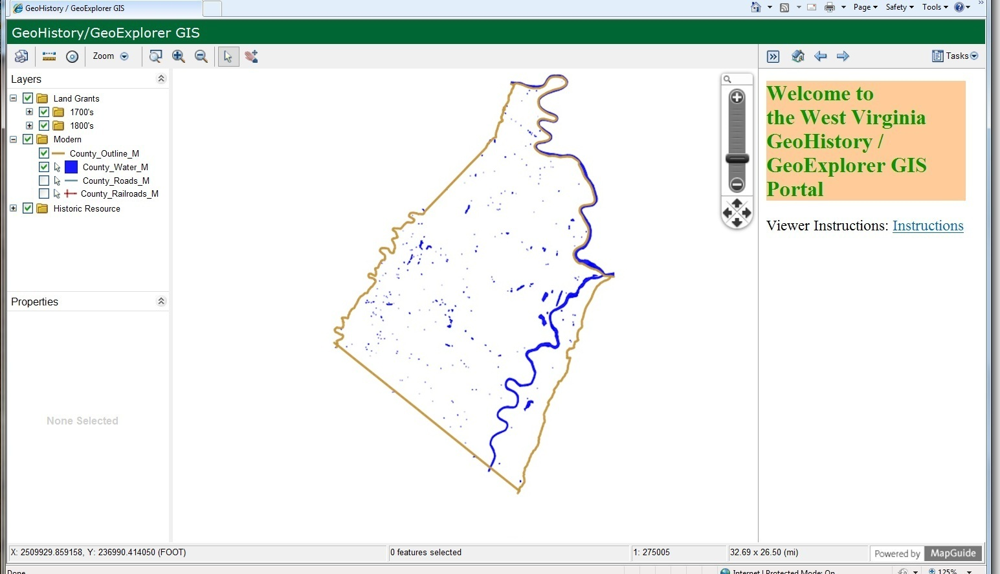 GeoHistory / GeoExplorer GIS
Page
Safety
Tools
GeoHistory/GeoExplorer GIS
Zoom
Tasks
Layers
Land Grants
1700's
1800's
Modern
County_Outline_M
County_Water_M
County_Roads_M
County_Railroads_M
Historic Resource
Properties
None Selected
Welcome to
the West Virginia
GeoHistory /
GeoExplorer GIS
Portal
Viewer Instructions: Instructions
X: 2509929.859158, Y: 236990.414050 (FOOT)
0 features selected
1: 275005
32.69 x 26.50 (mi)
Powered by MapGuide
Done
Internet | Protected Mode: On
125%